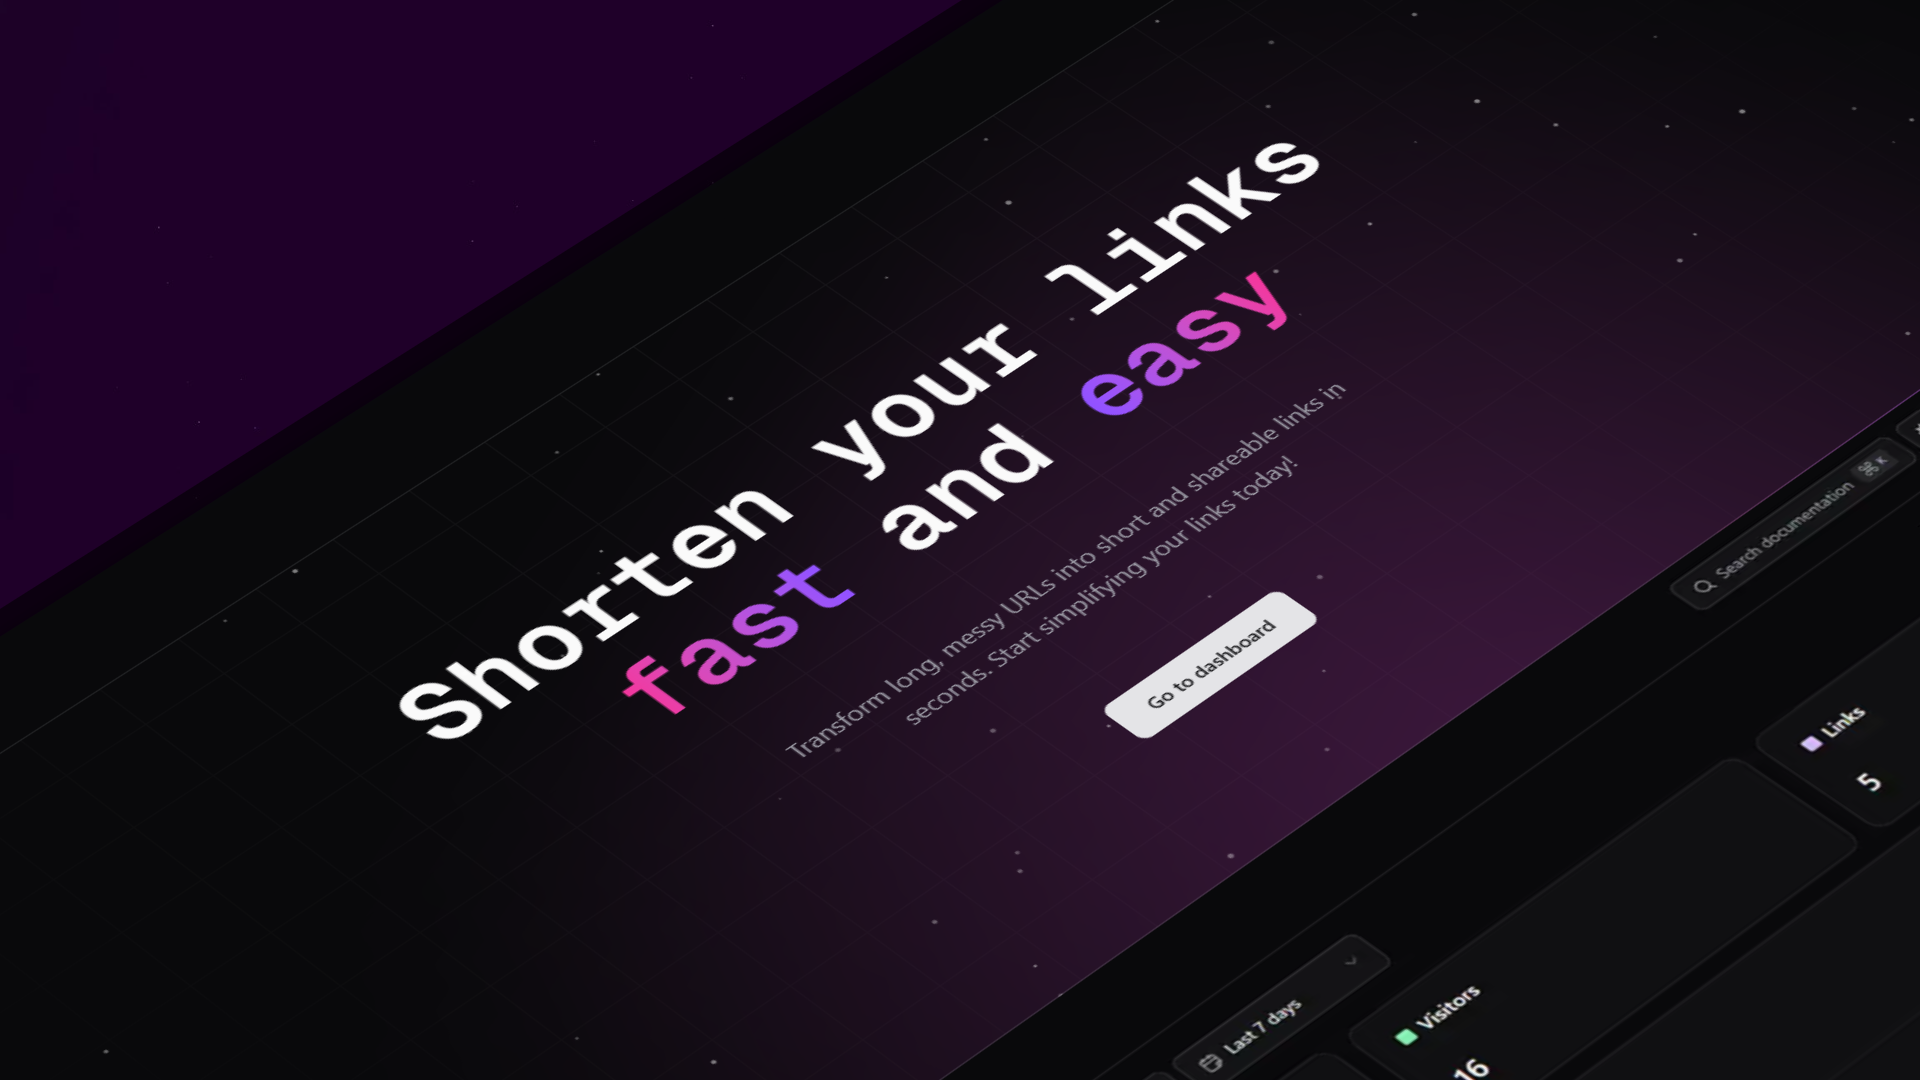 Shorten your links
fast and easy
Transform long, messy URLs into short and shareable links in
seconds. Start simplifying your links today!
Go to dashboard
Search documentation ⌘ K
Links
5
Last 7 days
Visitors
16